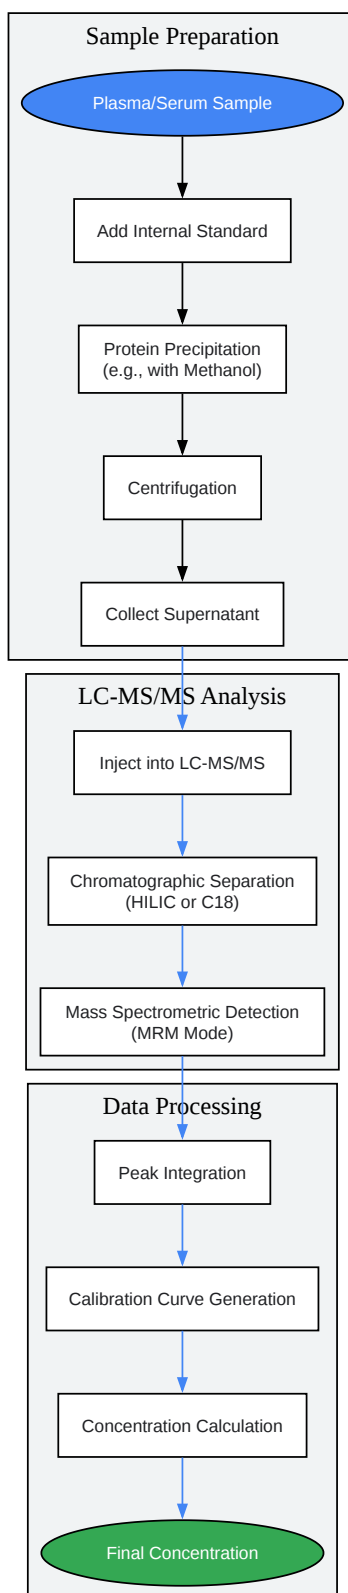 Sample Preparation
Plasma/Serum Sample
Add Internal Standard
Protein Precipitation
(e.g., with Methanol)
Centrifugation
Collect Supernatant
LC-MS/MS Analysis
Inject into LC-MS/MS
Chromatographic Separation
(HILIC or C18)
Mass Spectrometric Detection
(MRM Mode)
Data Processing
Peak Integration
Calibration Curve Generation
Concentration Calculation
Final Concentration